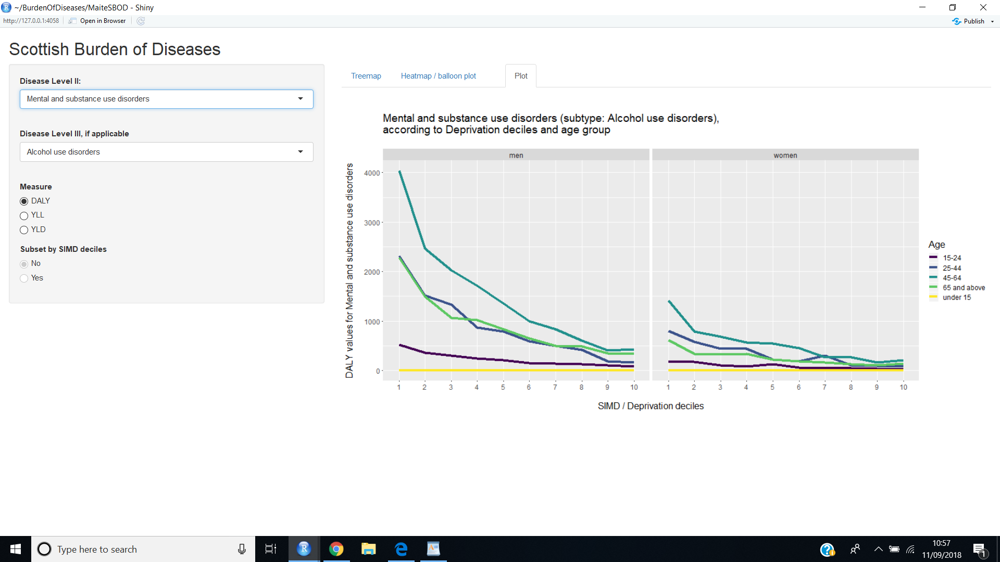 ~/BurdenOfDiseases/MaiteSBOD - Shiny
http://127.0.0.1:4058 Open in Browser Publish
Scottish Burden of Diseases
Disease Level II:
Mental and substance use disorders
Disease Level III, if applicable
Alcohol use disorders
Measure
DALY
YLL
YLD
Subset by SIMD deciles
No
Yes
Treemap Heatmap / balloon plot Plot
Mental and substance use disorders (subtype: Alcohol use disorders),
according to Deprivation deciles and age group
men women
DALY values for Mental and substance use disorders
4000
3000
2000
1000
0
1 2 3 4 5 6 7 8 9 10 1 2 3 4 5 6 7 8 9 10
SIMD / Deprivation deciles
Age
15-24
25-44
45-64
65 and above
under 15
Type here to search
10:57
11/09/2018
1